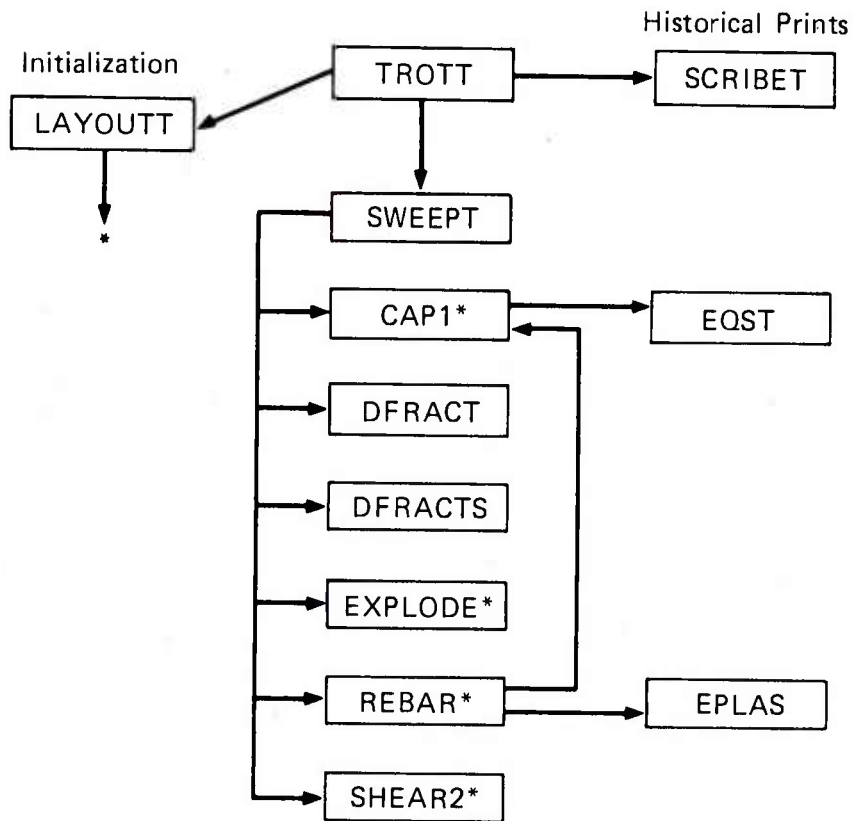 Historical Prints
Initialization
TROTT
SCRIBET
LAYOUTT
*
SWEEPT
CAP1*
EQST
DFRACT
DFRACTS
EXPLODE*
REBAR*
EPLAS
SHEAR2*